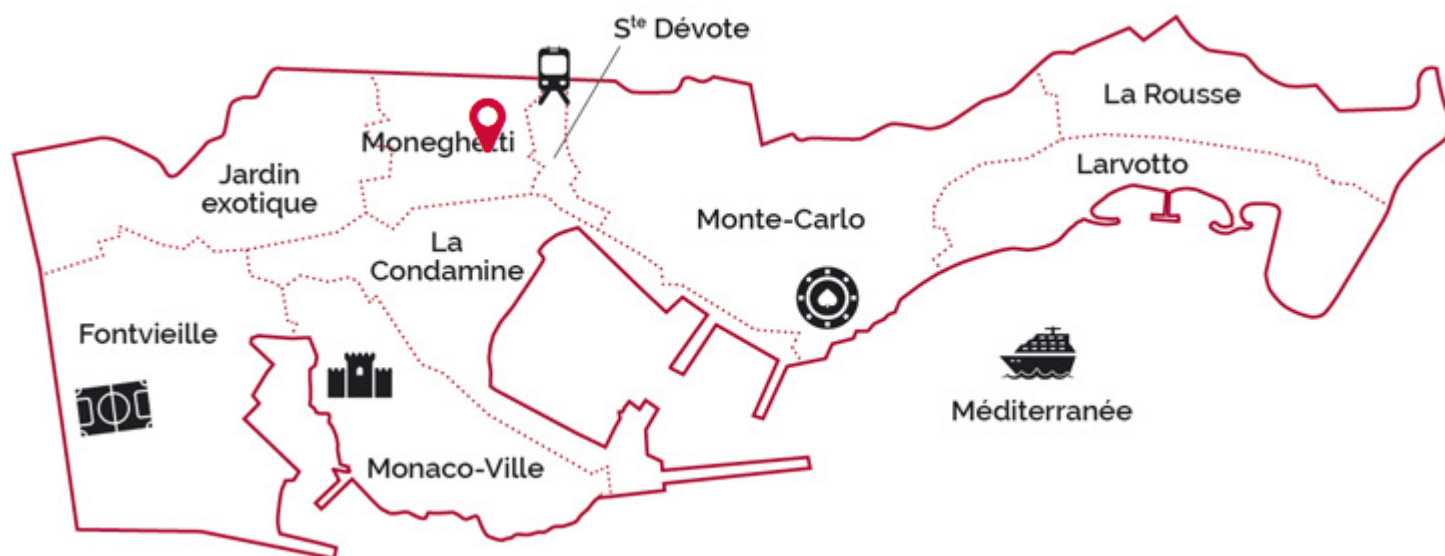 Sᵗᵉ Dévote
La Rousse
Moneghetti
Larvotto
Jardin
exotique
Monte-Carlo
La
Condamine
Fontvieille
Méditerranée
Monaco-Ville